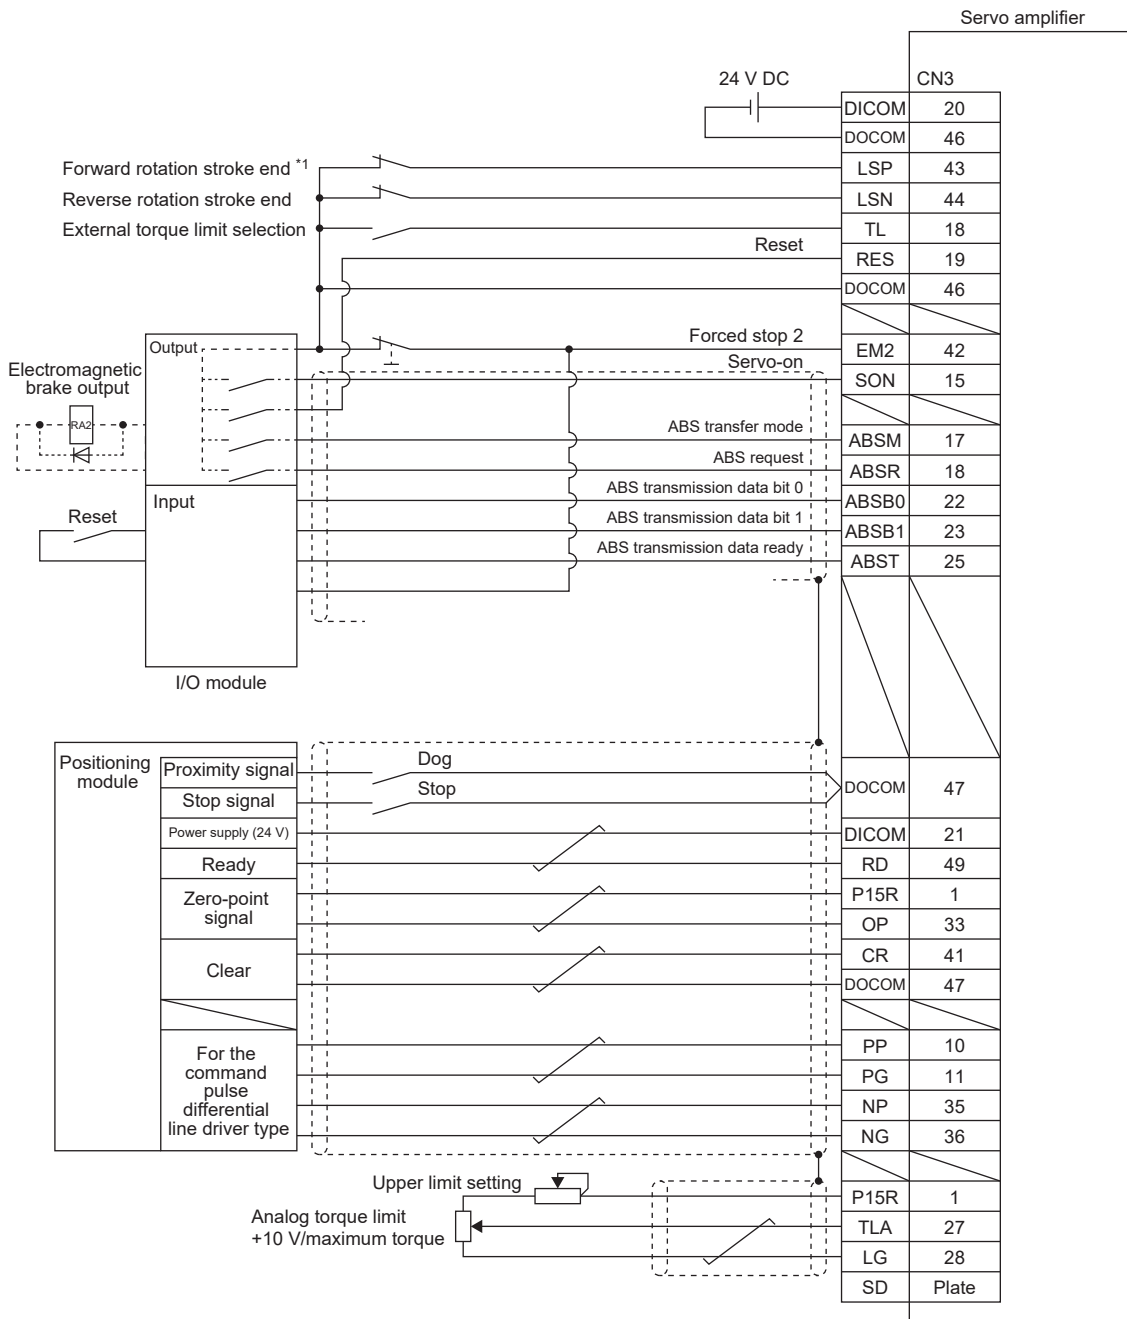 Servo amplifier
24 V DC
CN3
DICOM 20
DOCOM 46
Forward rotation stroke end *1
LSP 43
Reverse rotation stroke end
LSN 44
External torque limit selection
TL 18
Reset
RES 19
DOCOM 46
Output
Forced stop 2
EM2 42
Electromagnetic
brake output
Servo-on
SON 15
RA2
ABS transfer mode
ABSM 17
ABS request
ABSR 18
Input
ABS transmission data bit 0
ABSB0 22
Reset
ABS transmission data bit 1
ABSB1 23
ABS transmission data ready
ABST 25
I/O module
Positioning
module
Proximity signal
Dog
Stop signal
Stop
DOCOM 47
Power supply (24 V)
DICOM 21
Ready
RD 49
Zero-point
signal
P15R 1
OP 33
Clear
CR 41
DOCOM 47
For the
command
pulse
differential
line driver type
PP 10
PG 11
NP 35
NG 36
Upper limit setting
P15R 1
Analog torque limit
+10 V/maximum torque
TLA 27
LG 28
SD Plate